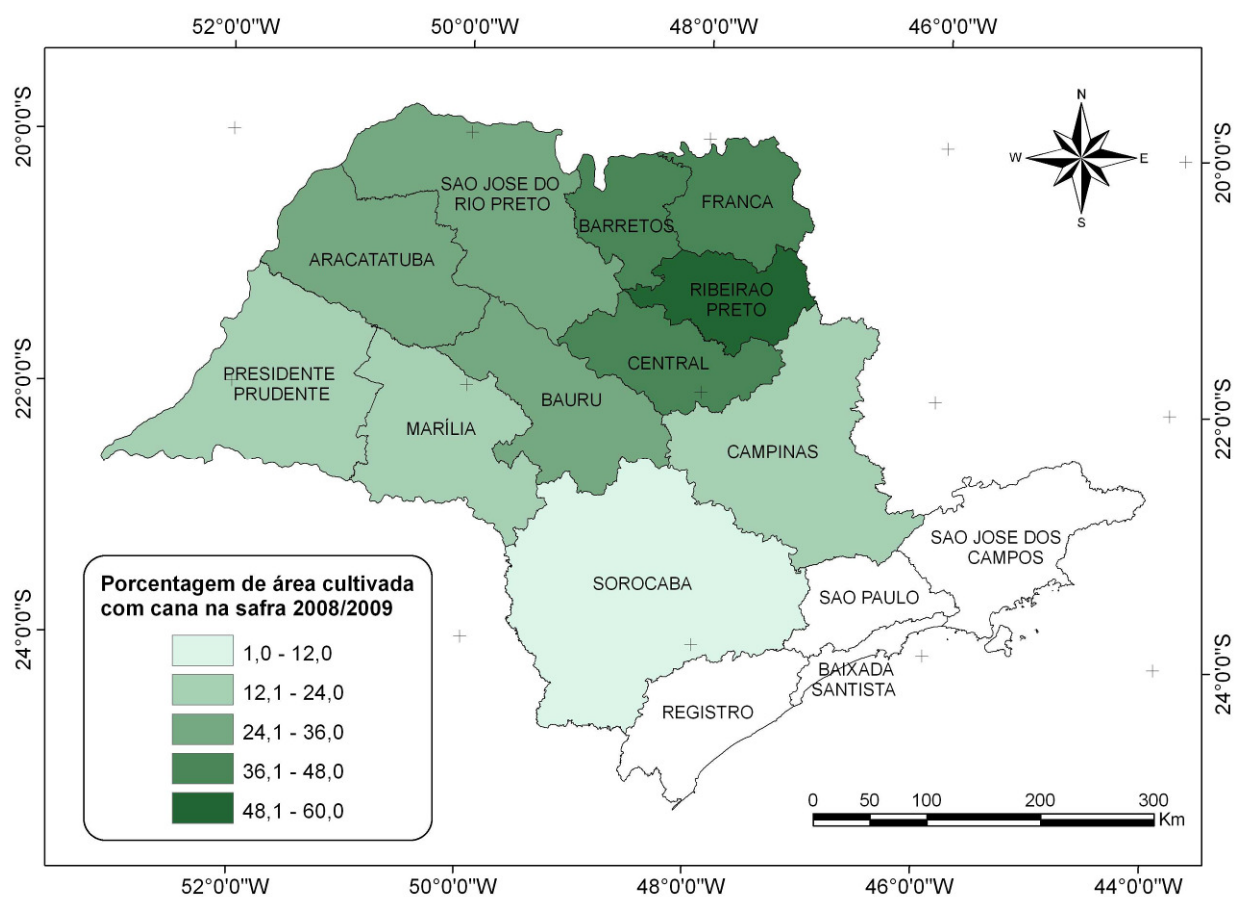 52°0'0"W 50°0'0"W 48°0'0"W 46°0'0"W
20°0'0"S
22°0'0"S
24°0'0"S
20°0'0"S
22°0'0"S
24°0'0"S
N
W E
S
SAO JOSE DO
RIO PRETO
BARRETOS
FRANCA
ARACATATUBA
RIBEIRAO
PRETO
CENTRAL
PRESIDENTE
PRUDENTE
BAURU
MARÍLIA
CAMPINAS
SAO JOSE DOS
CAMPOS
SOROCABA
SAO PAULO
BAIXADA
SANTISTA
REGISTRO
Porcentagem de área cultivada
com cana na safra 2008/2009
1,0 - 12,0
12,1 - 24,0
24,1 - 36,0
36,1 - 48,0
48,1 - 60,0
0 50 100 200 300
Km
52°0'0"W 50°0'0"W 48°0'0"W 46°0'0"W 44°0'0"W